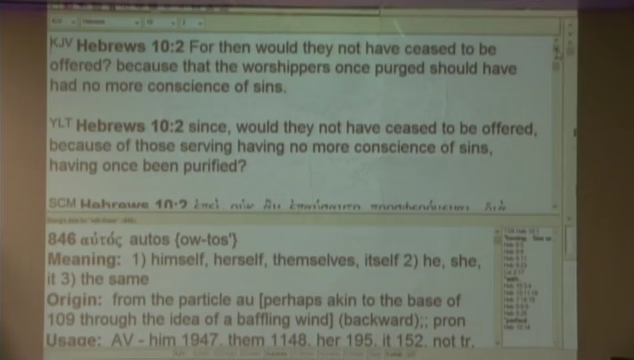 KJV Hebrews 10:2 For then would they not have ceased to be
offered? because that the worshippers once purged should have
had no more conscience of sins.
YLT Hebrews 10:2 since, would they not have ceased to be offered,
because of those serving having no more conscience of sins,
having once been purified?
SCM Hebrews 10:2
846 αὐτός autos {ow-tos'}
Meaning: 1) himself, herself, themselves, itself 2) he, she,
it 3) the same
Origin: from the particle au [perhaps akin to the base of
109 through the idea of a baffling wind] (backward);; pron
Usage: AV - him 1947, them 1148, her 195, it 152, not tr.